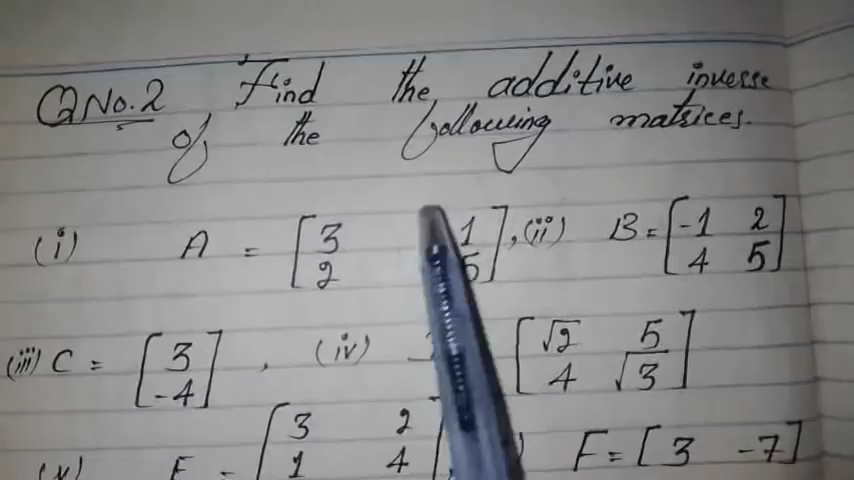 Q No. 2 Find the additive inverse
of the following matrices.
(i) A = [3 1 , (ii) B = [-1 2
2 5] 4 5]
(iii) C = [3 , (iv) [√2 5
-4] 4 √3]
(v) E = [3 2 F = [3 -7]
1 4